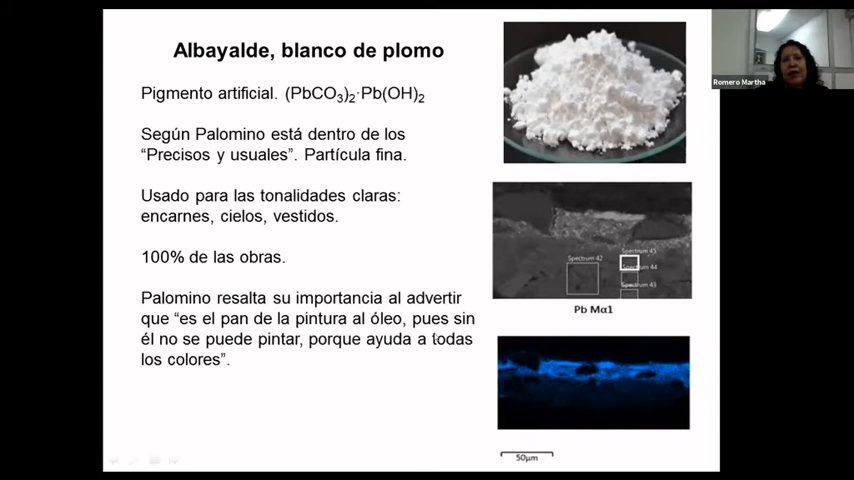 Albayalde, blanco de plomo
Pigmento artificial. (PbCO3)2·Pb(OH)2
Según Palomino está dentro de los
“Precisos y usuales”. Partícula fina.
Usado para las tonalidades claras:
encarnes, cielos, vestidos.
100% de las obras.
Palomino resalta su importancia al advertir
que “es el pan de la pintura al óleo, pues sin
él no se puede pintar, porque ayuda a todas
los colores”.
Spectrum 45
Spectrum 42
Spectrum 44
Spectrum 43
Pb Mα1
50μm
Romero Martha